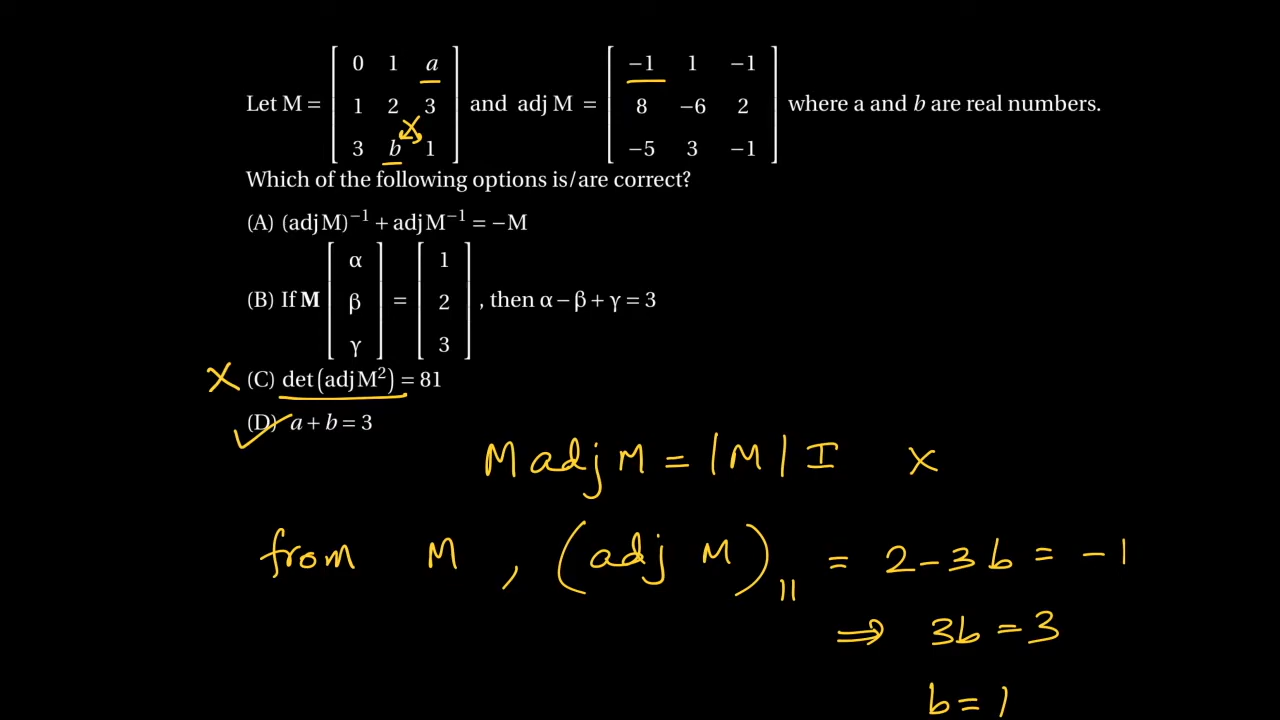 0 1 a −1 1 −1
Let M = 1 2 3 and adj M = 8 −6 2 where a and b are real numbers.
3 b 1 −5 3 −1
Which of the following options is/are correct?
(A) (adj M)⁻¹ + adj M⁻¹ = −M
α 1
(B) If M β = 2 , then α − β + γ = 3
γ 3
X (C) det(adj M²) = 81
(D) a + b = 3
M adj M = |M| I X
from M , (adj M)₁₁ = 2 − 3b = −1
⇒ 3b = 3
b = 1